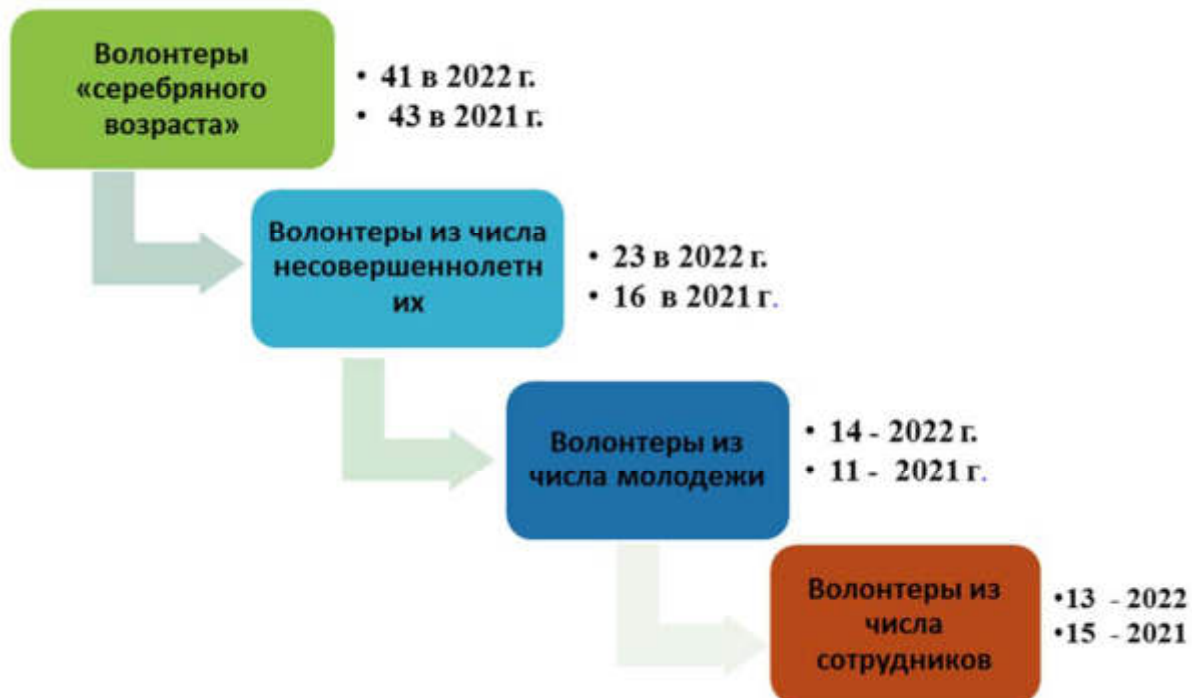 Волонтеры
«серебряного
возраста»
• 41 в 2022 г.
• 43 в 2021 г.
Волонтеры из числа
несовершеннолетн
их
• 23 в 2022 г.
• 16 в 2021 г.
Волонтеры из
числа молодежи
• 14 - 2022 г.
• 11 - 2021 г.
Волонтеры из
числа
сотрудников
•13 - 2022
•15 - 2021